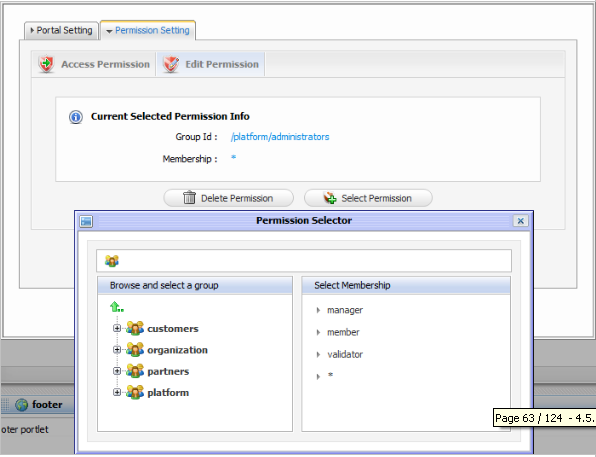 Portal Setting
Permission Setting
Access Permission
Edit Permission
Current Selected Permission Info
Group Id : /platform/administrators
Membership : *
Delete Permission
Select Permission
Permission Selector
Browse and select a group
Select Membership
customers
organization
partners
platform
manager
member
validator
*
footer
oter portlet
Page 63 / 124 - 4.5.